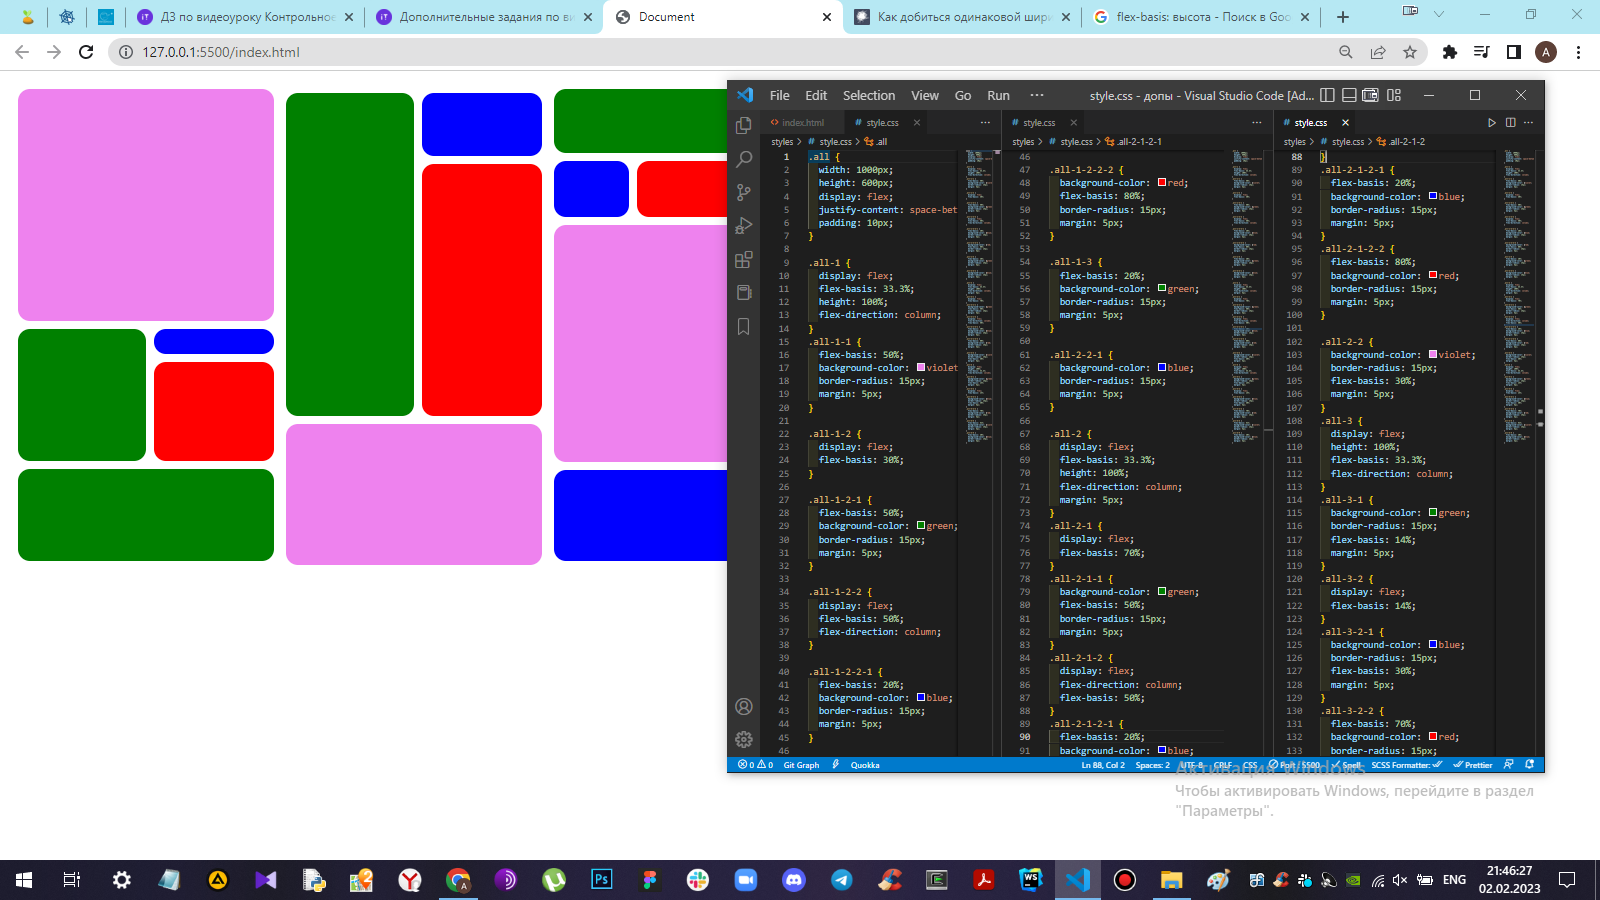 ДЗ по видеоуроку Контрольное
Дополнительные задания по ви
Document
Как добиться одинаковой шир
flex-basis: высота - Поиск в Goo
127.0.0.1:5500/index.html
A
File Edit Selection View Go Run ···
style.css - допы - Visual Studio Code [Ad...
index.html
style.css
styles > # style.css > .all
1 .all {
2 width: 1000px;
3 height: 600px;
4 display: flex;
5 justify-content: space-bet
6 padding: 10px;
7 }
8
9 .all-1 {
10 display: flex;
11 flex-basis: 33.3%;
12 height: 100%;
13 flex-direction: column;
14 }
15 .all-1-1 {
16 flex-basis: 50%;
17 background-color: violet
18 border-radius: 15px;
19 margin: 5px;
20 }
21
22 .all-1-2 {
23 display: flex;
24 flex-basis: 30%;
25 }
26
27 .all-1-2-1 {
28 flex-basis: 50%;
29 background-color: green;
30 border-radius: 15px;
31 margin: 5px;
32 }
33
34 .all-1-2-2 {
35 display: flex;
36 flex-basis: 50%;
37 flex-direction: column;
38 }
39
40 .all-1-2-2-1 {
41 flex-basis: 20%;
42 background-color: blue;
43 border-radius: 15px;
44 margin: 5px;
45 }
46
style.css
styles > # style.css > .all-2-1-2-1
46
47 .all-1-2-2-2 {
48 background-color: red;
49 flex-basis: 80%;
50 border-radius: 15px;
51 margin: 5px;
52 }
53
54 .all-1-3 {
55 flex-basis: 20%;
56 background-color: green;
57 border-radius: 15px;
58 margin: 5px;
59 }
60
61 .all-2-2-1 {
62 background-color: blue;
63 border-radius: 15px;
64 margin: 5px;
65 }
66
67 .all-2 {
68 display: flex;
69 flex-basis: 33.3%;
70 height: 100%;
71 flex-direction: column;
72 margin: 5px;
73 }
74 .all-2-1 {
75 display: flex;
76 flex-basis: 70%;
77 }
78 .all-2-1-1 {
79 background-color: green;
80 flex-basis: 50%;
81 border-radius: 15px;
82 margin: 5px;
83 }
84 .all-2-1-2 {
85 display: flex;
86 flex-direction: column;
87 flex-basis: 50%;
88 }
89 .all-2-1-2-1 {
90 flex-basis: 20%;
91 background-color: blue;
style.css
styles > # style.css > .all-2-1-2
88 }
89 .all-2-1-2-1 {
90 flex-basis: 20%;
91 background-color: blue;
92 border-radius: 15px;
93 margin: 5px;
94 }
95 .all-2-1-2-2 {
96 flex-basis: 80%;
97 background-color: red;
98 border-radius: 15px;
99 margin: 5px;
100 }
101
102 .all-2-2 {
103 background-color: violet;
104 border-radius: 15px;
105 flex-basis: 30%;
106 margin: 5px;
107 }
108 .all-3 {
109 display: flex;
110 height: 100%;
111 flex-basis: 33.3%;
112 flex-direction: column;
113 }
114 .all-3-1 {
115 background-color: green;
116 border-radius: 15px;
117 flex-basis: 14%;
118 margin: 5px;
119 }
120 .all-3-2 {
121 display: flex;
122 flex-basis: 14%;
123 }
124 .all-3-2-1 {
125 background-color: blue;
126 border-radius: 15px;
127 flex-basis: 30%;
128 margin: 5px;
129 }
130 .all-3-2-2 {
131 flex-basis: 70%;
132 background-color: red;
133 border-radius: 15px;
0 0 Git Graph Quokka Ln 88, Col 2 Spaces: 2 UTF-8 CRLF CSS Port : 5500 Spell SCSS Formatter: Prettier
Активация Windows
Чтобы активировать Windows, перейдите в раздел
"Параметры".
ENG
21:46:27
02.02.2023